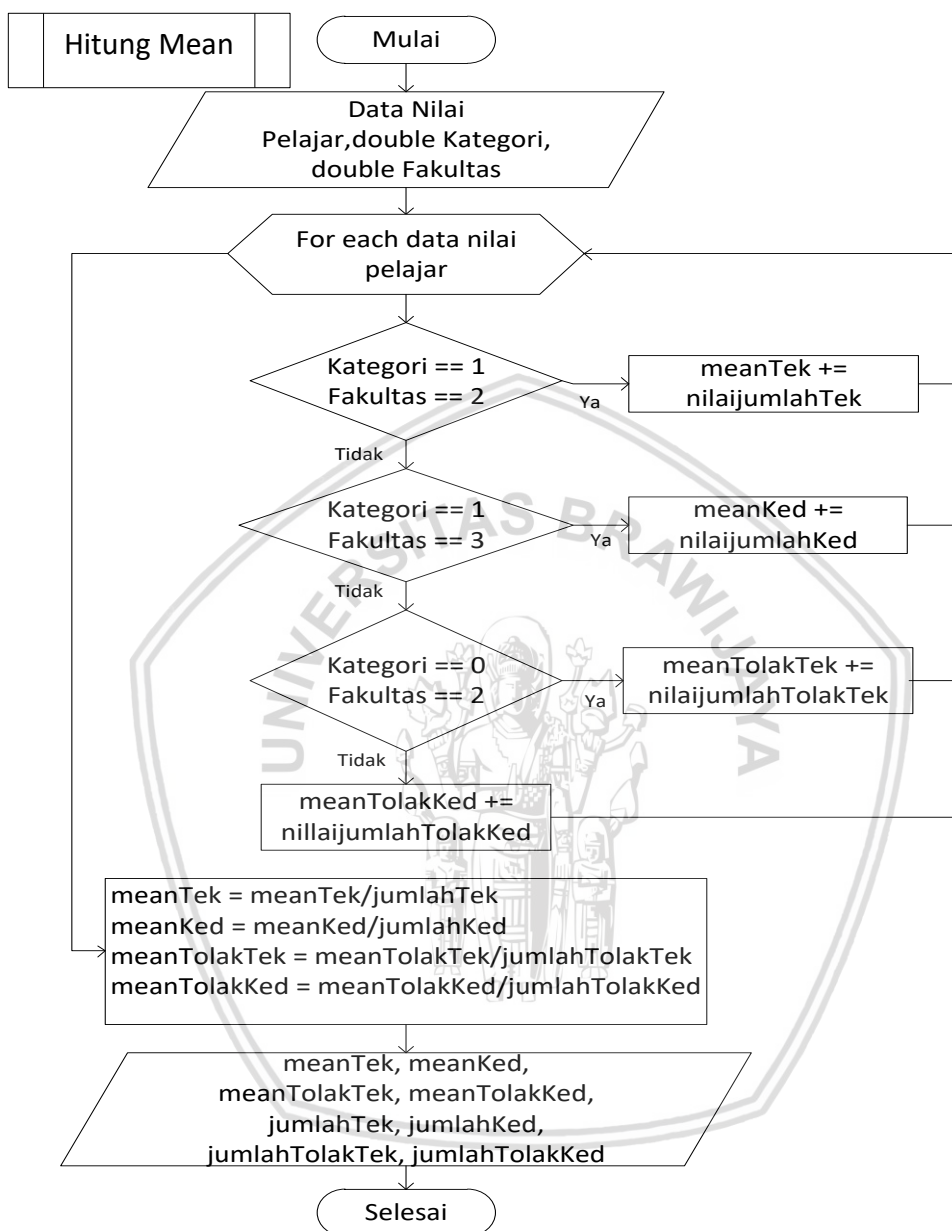 Hitung Mean
Mulai
Data Nilai
Pelajar,double Kategori,
double Fakultas
For each data nilai
pelajar
Kategori == 1
Fakultas == 2
Ya
meanTek +=
nilaijumlahTek
Tidak
Kategori == 1
Fakultas == 3
Ya
meanKed +=
nilaijumlahKed
Tidak
Kategori == 0
Fakultas == 2
Ya
meanTolakTek +=
nilaijumlahTolakTek
Tidak
meanTolakKed +=
nillaijumlahTolakKed
meanTek = meanTek/jumlahTek
meanKed = meanKed/jumlahKed
meanTolakTek = meanTolakTek/jumlahTolakTek
meanTolakKed = meanTolakKed/jumlahTolakKed
meanTek, meanKed,
meanTolakTek, meanTolakKed,
jumlahTek, jumlahKed,
jumlahTolakTek, jumlahTolakKed
Selesai
UNIVERSITAS BRAWIJAYA